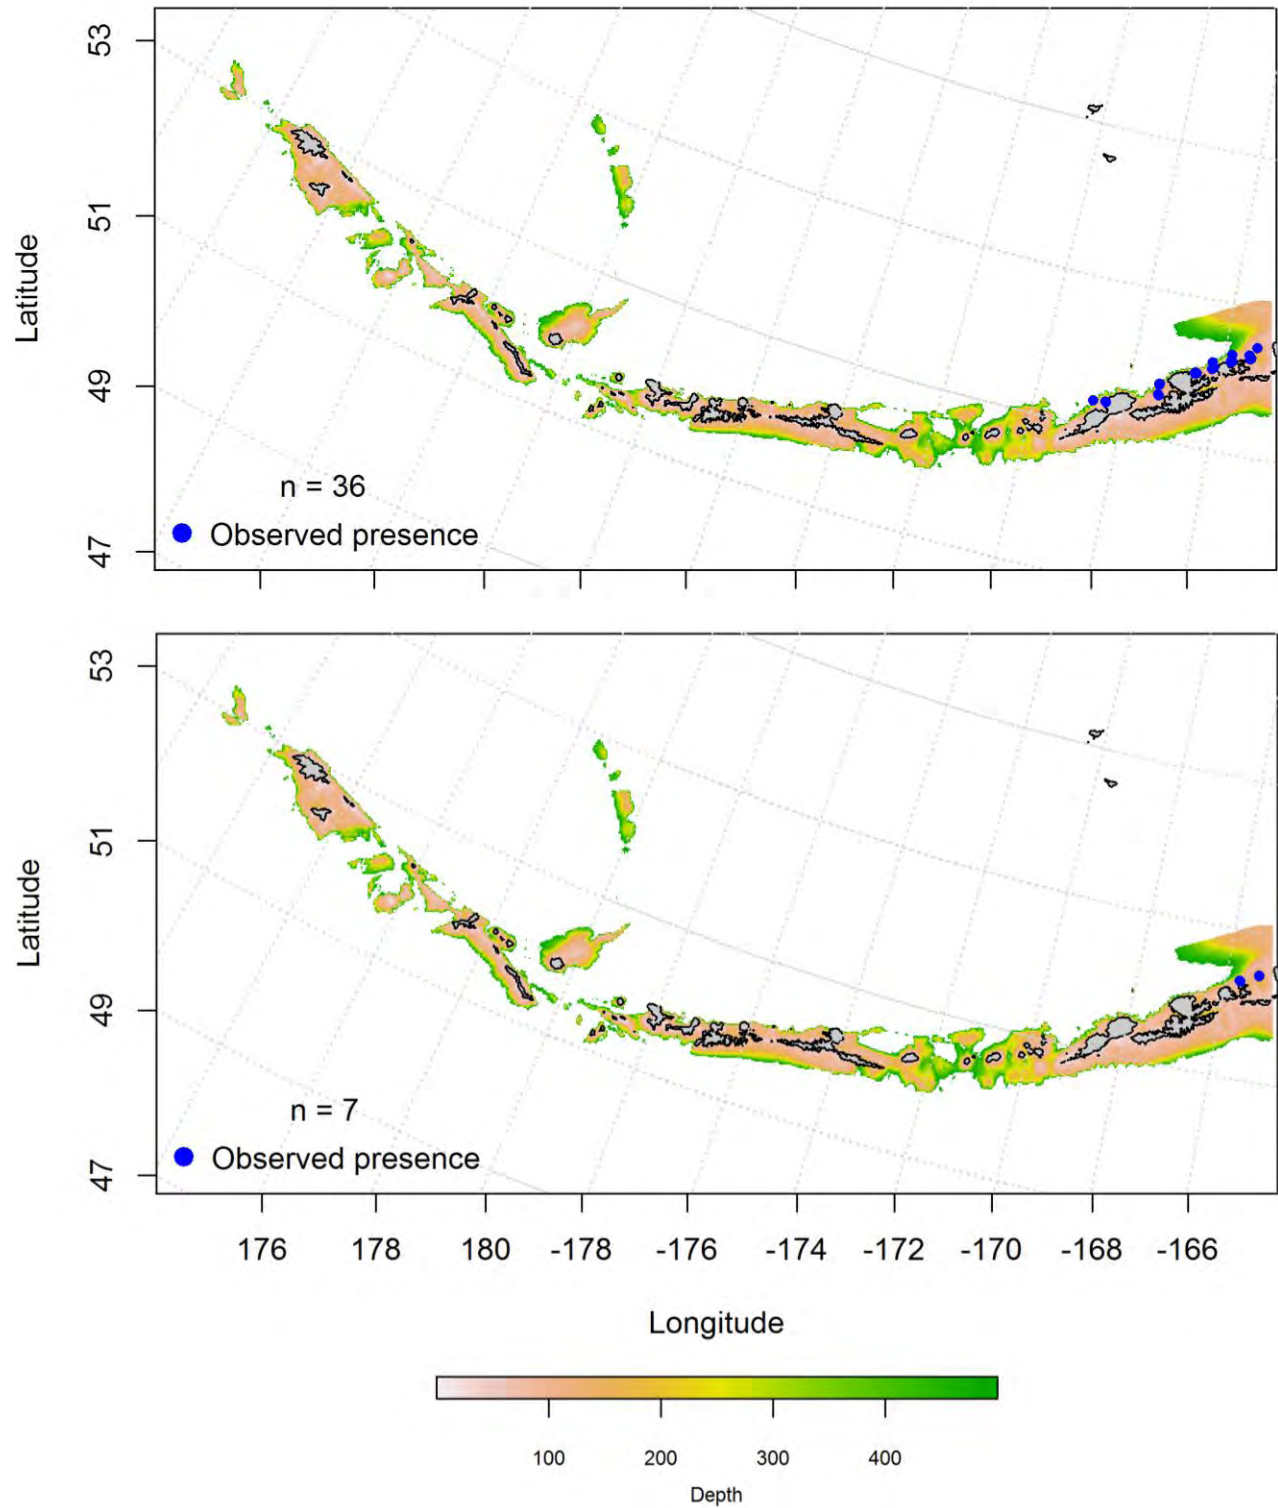 53
51
49
47
Latitude
n = 36
Observed presence
53
51
49
47
Latitude
n = 7
Observed presence
176 178 180 -178 -176 -174 -172 -170 -168 -166
Longitude
100 200 300 400
Depth